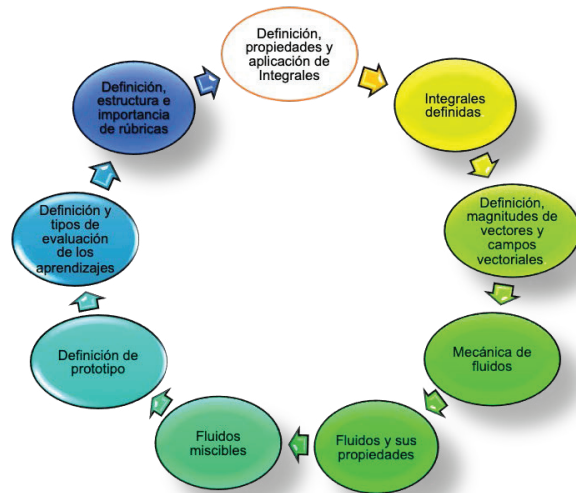 Definición,
propiedades y
aplicación de
Integrales
Integrales
definidas.
Definición,
magnitudes de
vectores y
campos
vectoriales
Mecánica de
fluidos
Fluidos y sus
propiedades
Fluidos
miscibles
Definición de
prototipo
Definición y
tipos de
evaluación
de los
aprendizajes
Definición,
estructura e
importancia
de rúbricas